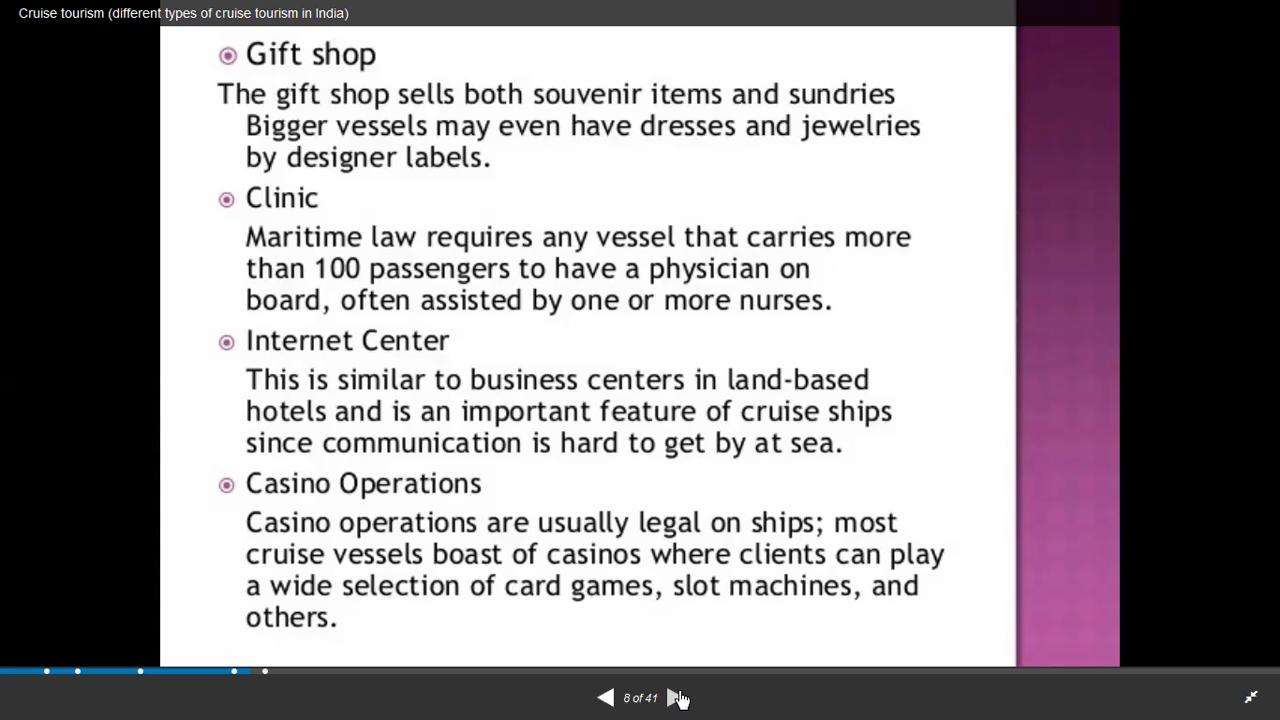 Cruise tourism (different types of cruise tourism in India)
Gift shop
The gift shop sells both souvenir items and sundries
Bigger vessels may even have dresses and jewelries
by designer labels.
Clinic
Maritime law requires any vessel that carries more
than 100 passengers to have a physician on
board, often assisted by one or more nurses.
Internet Center
This is similar to business centers in land-based
hotels and is an important feature of cruise ships
since communication is hard to get by at sea.
Casino Operations
Casino operations are usually legal on ships; most
cruise vessels boast of casinos where clients can play
a wide selection of card games, slot machines, and
others.
8 of 41